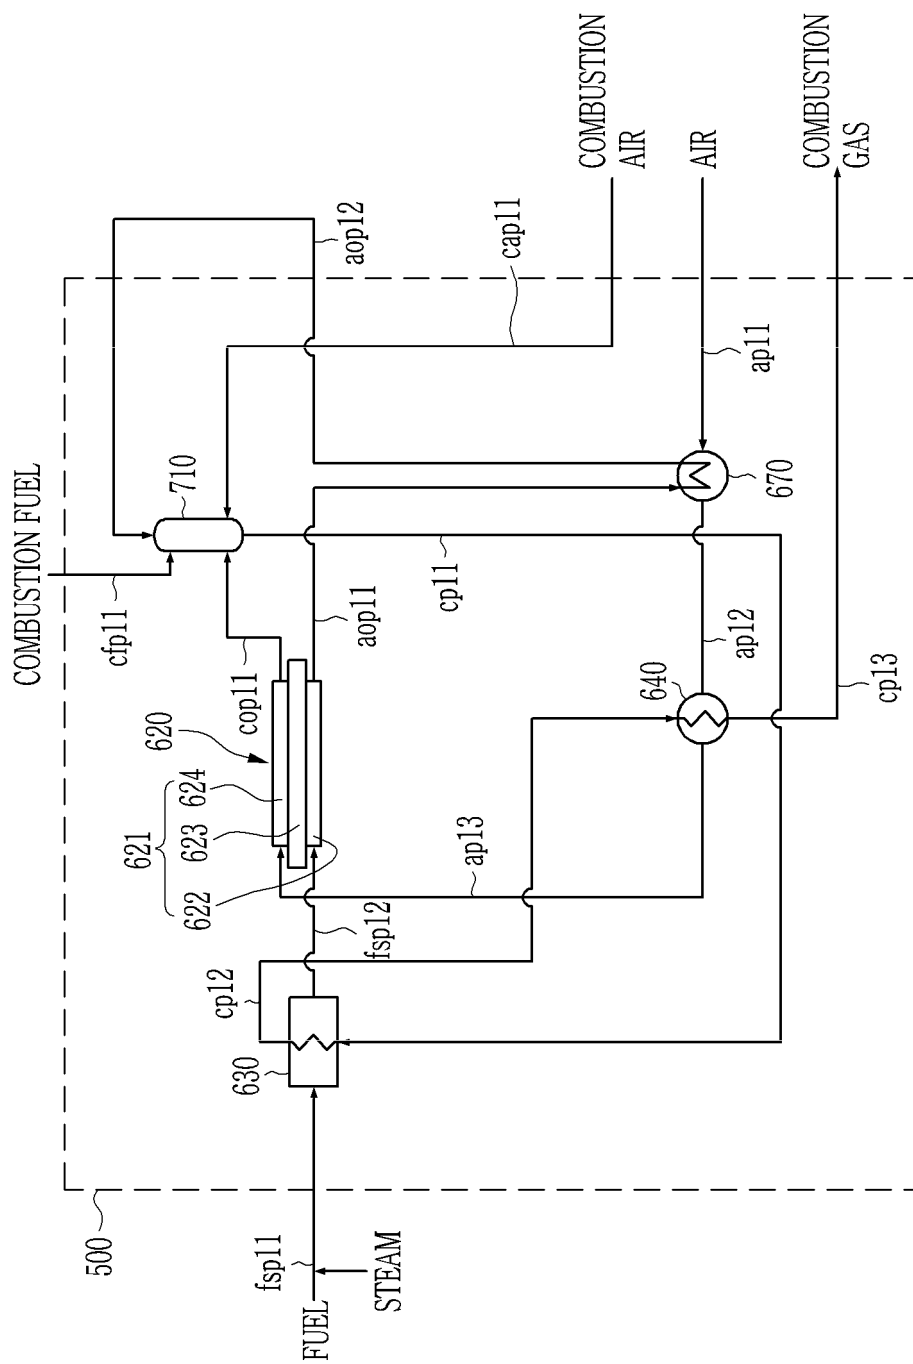 500
FUEL
STEAM
fsp11
630
cp12
fsp12
621
622
623
624
620
cop11
aop11
COMBUSTION FUEL
cfp11
710
aop12
cap11
COMBUSTION
AIR
AIR
ap11
670
cp11
ap12
640
ap13
cp13
COMBUSTION
GAS